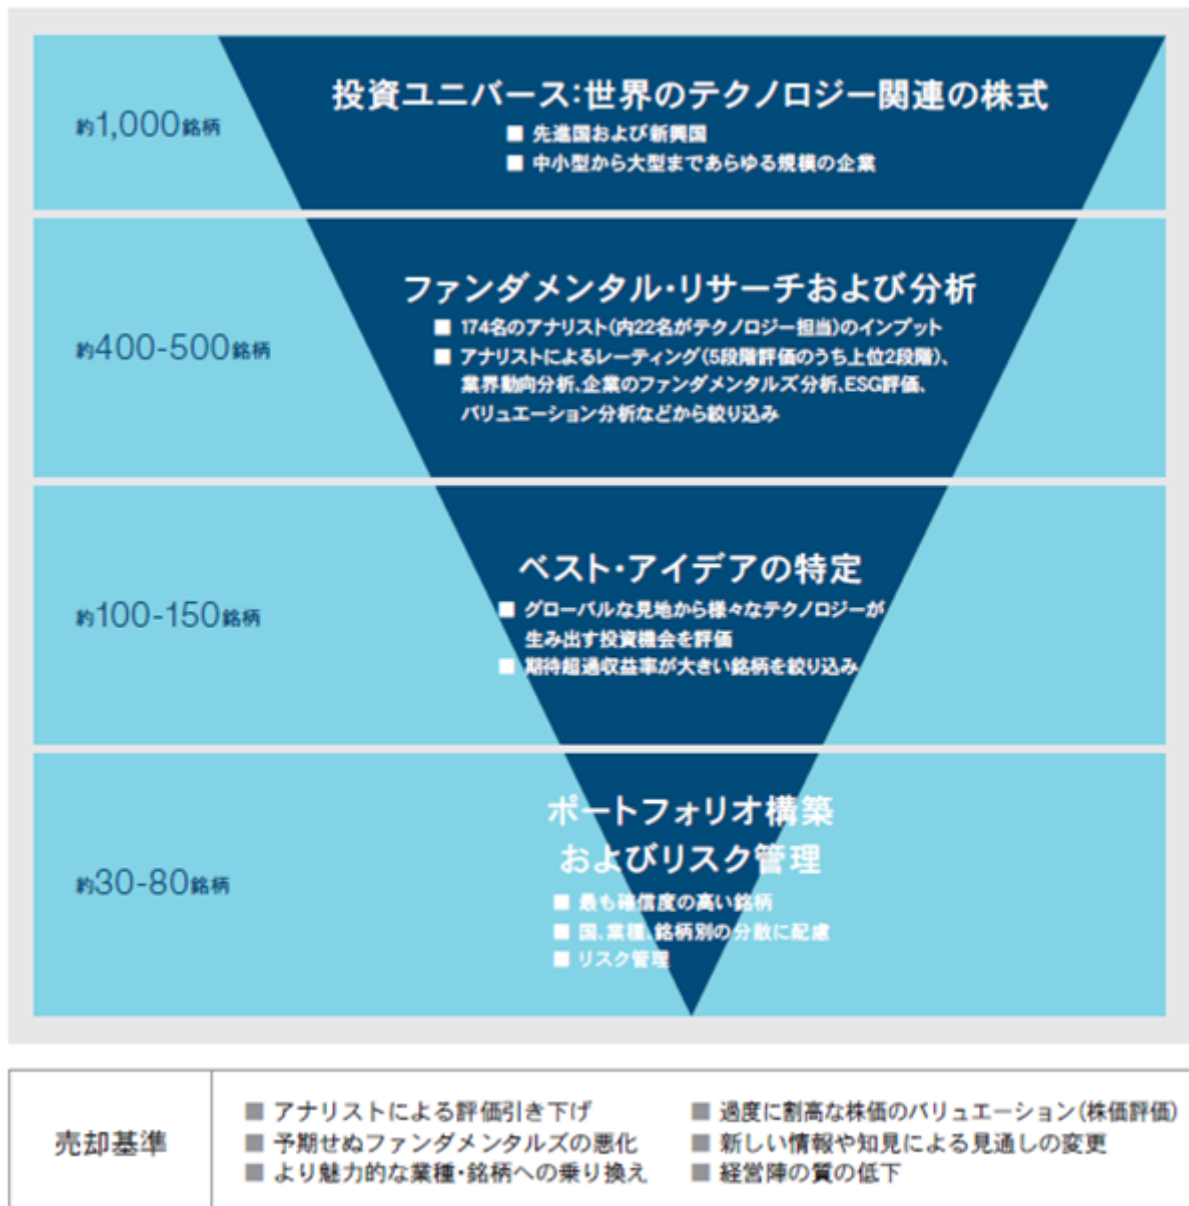 約1,000銘柄
投資ユニバース:世界のテクノロジー関連の株式
■ 先進国および新興国
■ 中小型から大型まであらゆる規模の企業
約400-500銘柄
ファンダメンタル・リサーチおよび分析
■ 174名のアナリスト(内22名がテクノロジー担当)のインプット
■ アナリストによるレーティング(5段階評価のうち上位2段階)、
業界動向分析、企業のファンダメンタルズ分析、ESG評価、
バリュエーション分析などから絞り込み
約100-150銘柄
ベスト・アイデアの特定
■ グローバルな見地から様々なテクノロジーが
生み出す投資機会を評価
■ 期待超過収益率が大きい銘柄を絞り込み
約30-80銘柄
ポートフォリオ構築
およびリスク管理
■ 最も確信度の高い銘柄
■ 国、業種、銘柄別の分散に配慮
■ リスク管理
売却基準
■ アナリストによる評価引き下げ
■ 予期せぬファンダメンタルズの悪化
■ より魅力的な業種・銘柄への乗り換え
■ 過度に割高な株価のバリュエーション(株価評価)
■ 新しい情報や知見による見通しの変更
■ 経営陣の質の低下